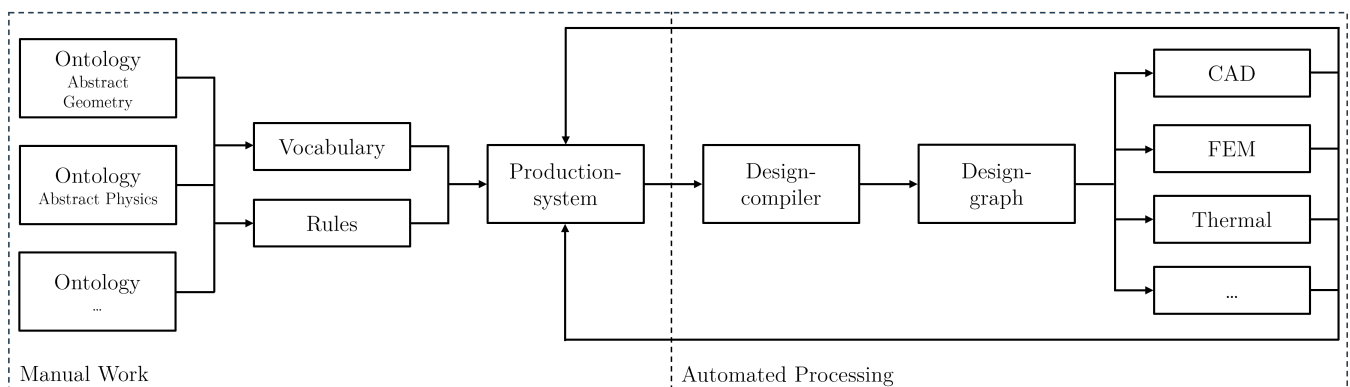 Ontology
Abstract
Geometry
Ontology
Abstract Physics
Ontology
...
Vocabulary
Rules
Production-
system
Design-
compiler
Design-
graph
CAD
FEM
Thermal
...
Manual Work
Automated Processing